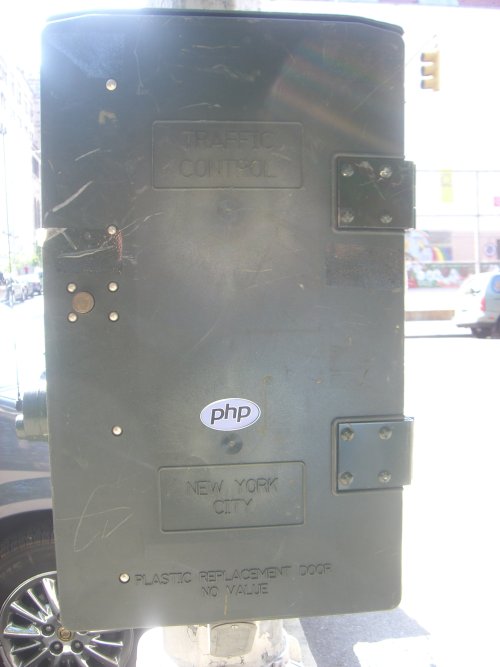 TRAFFIC
CONTROL
php
NEW YORK
CITY
PLASTIC REPLACEMENT DOOR
NO VALUE